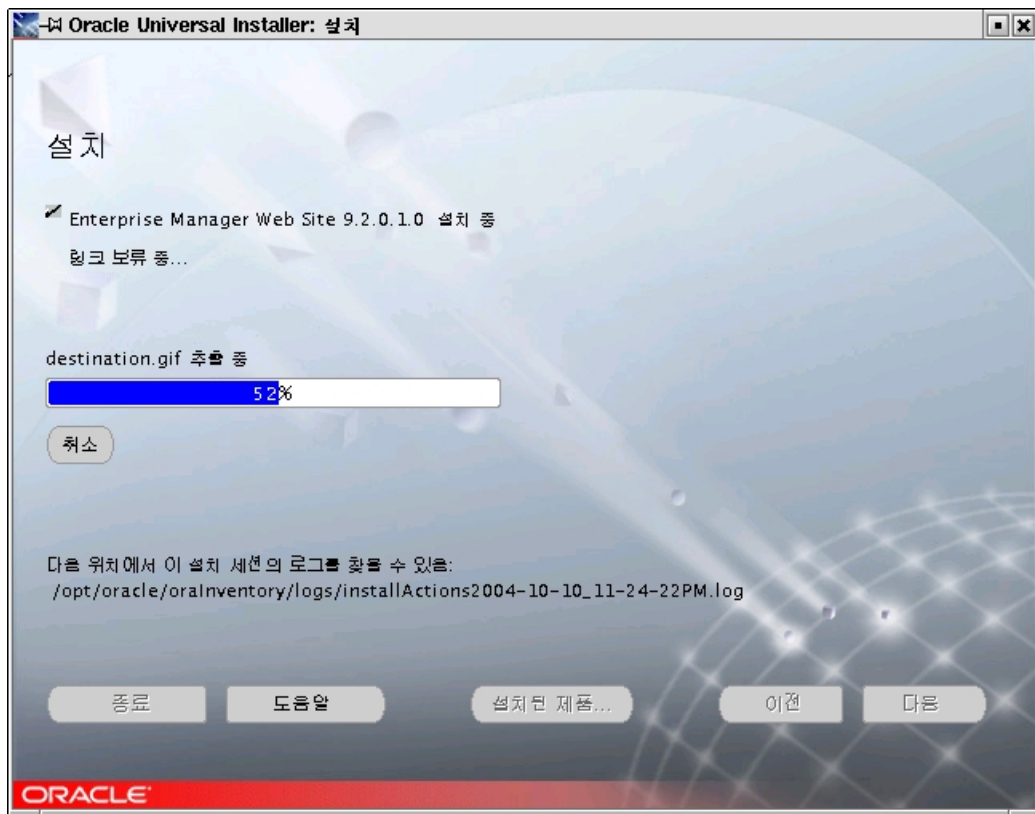 Oracle Universal Installer: 설치
설치
Enterprise Manager Web Site 9.2.0.1.0 설치 중
링크 보류 중...
destination.gif 추출 중
52%
취소
다음 위치에서 이 설치 세션의 로그를 찾을 수 있음:
/opt/oracle/oraInventory/logs/installActions2004-10-10_11-24-22PM.log
종료 도움말 설치된 제품... 이전 다음
ORACLE